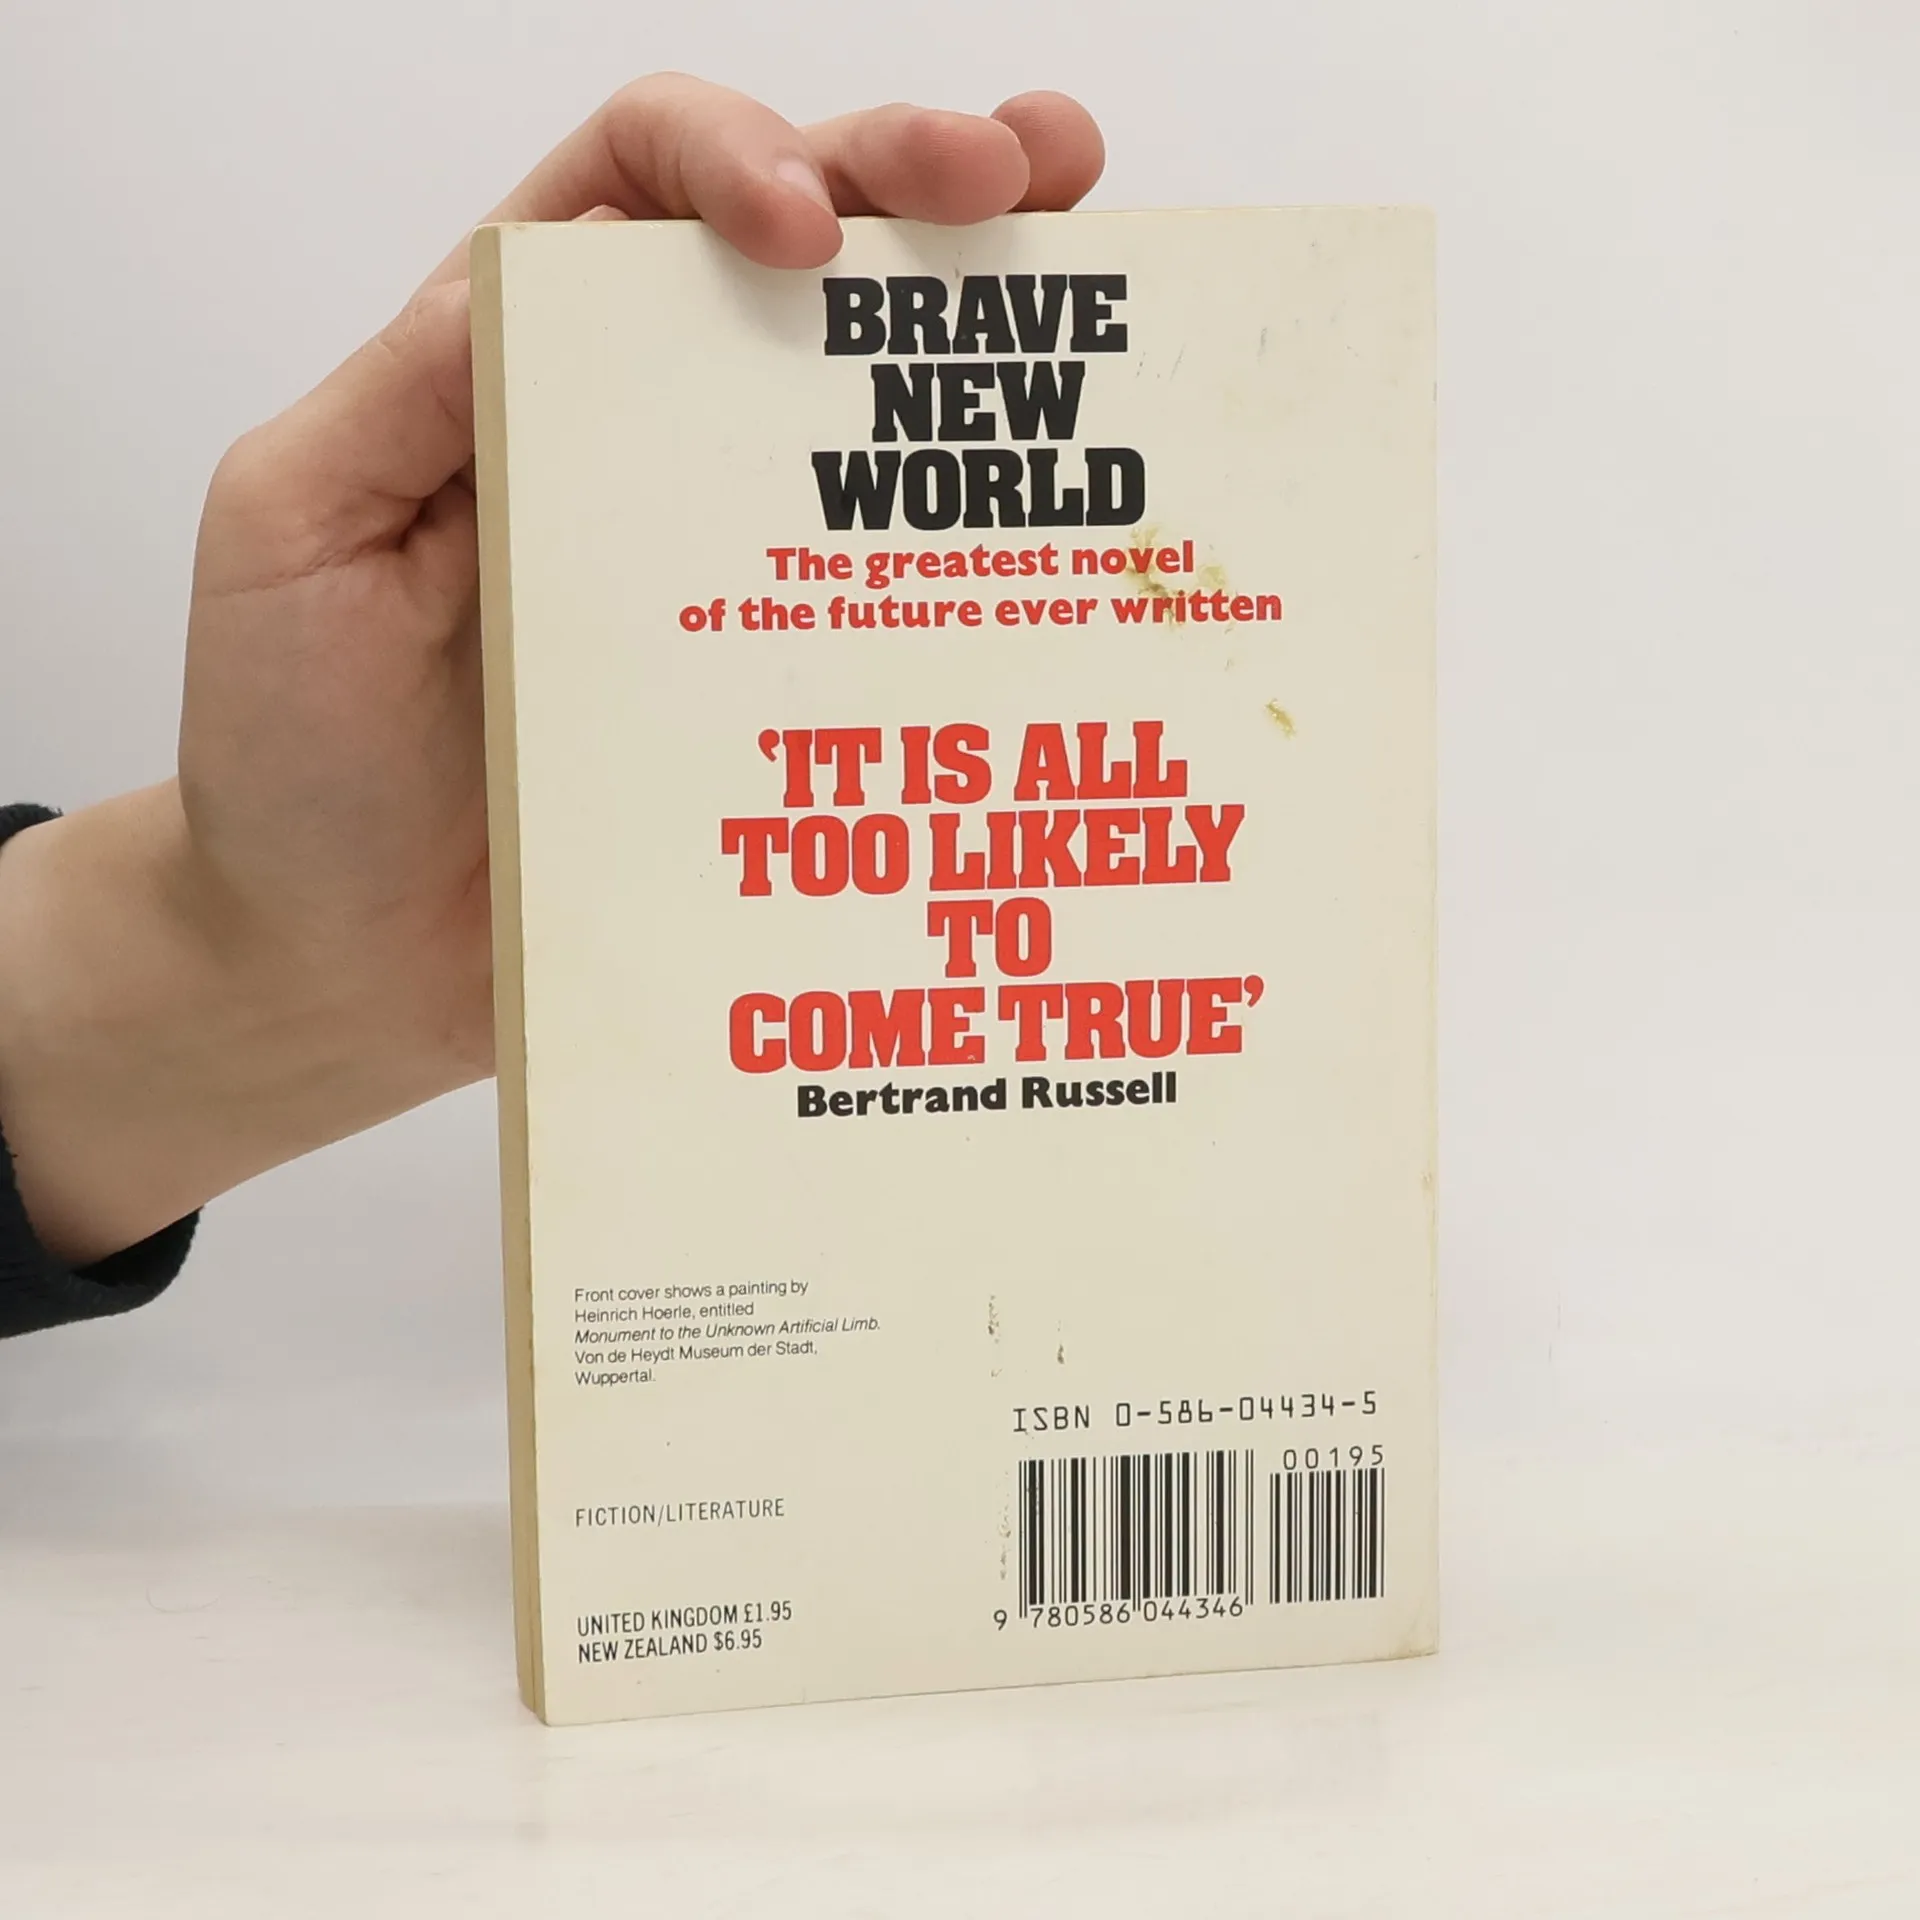 BRAVE
NEW
WORLD
The greatest novel
of the future ever written
‘IT IS ALL
TOO LIKELY
TO
COME TRUE’
Bertrand Russell
Front cover shows a painting by
Heinrich Hoerle, entitled
Monument to the Unknown Artificial Limb.
Von de Heydt Museum der Stadt,
Wuppertal.
ISBN 0-586-04434-5
00195
9 780586 044346
FICTION/LITERATURE
UNITED KINGDOM £1.95
NEW ZEALAND $6.95